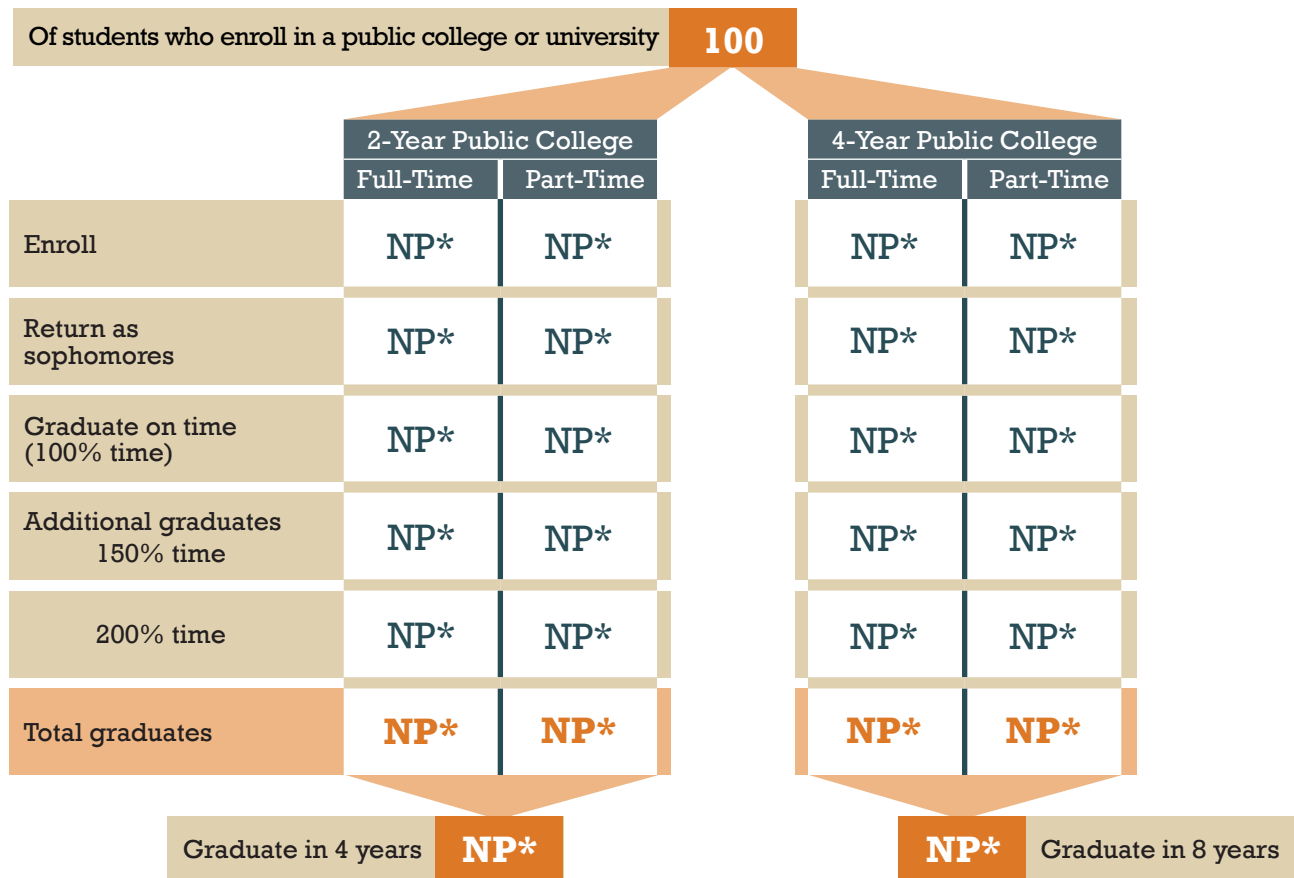 Of students who enroll in a public college or university 100
2-Year Public College 4-Year Public College
Full-Time Part-Time Full-Time Part-Time
Enroll NP* NP* NP* NP*
Return as
sophomores NP* NP* NP* NP*
Graduate on time
(100% time) NP* NP* NP* NP*
Additional graduates
150% time NP* NP* NP* NP*
200% time NP* NP* NP* NP*
Total graduates NP* NP* NP* NP*
Graduate in 4 years NP* NP* Graduate in 8 years